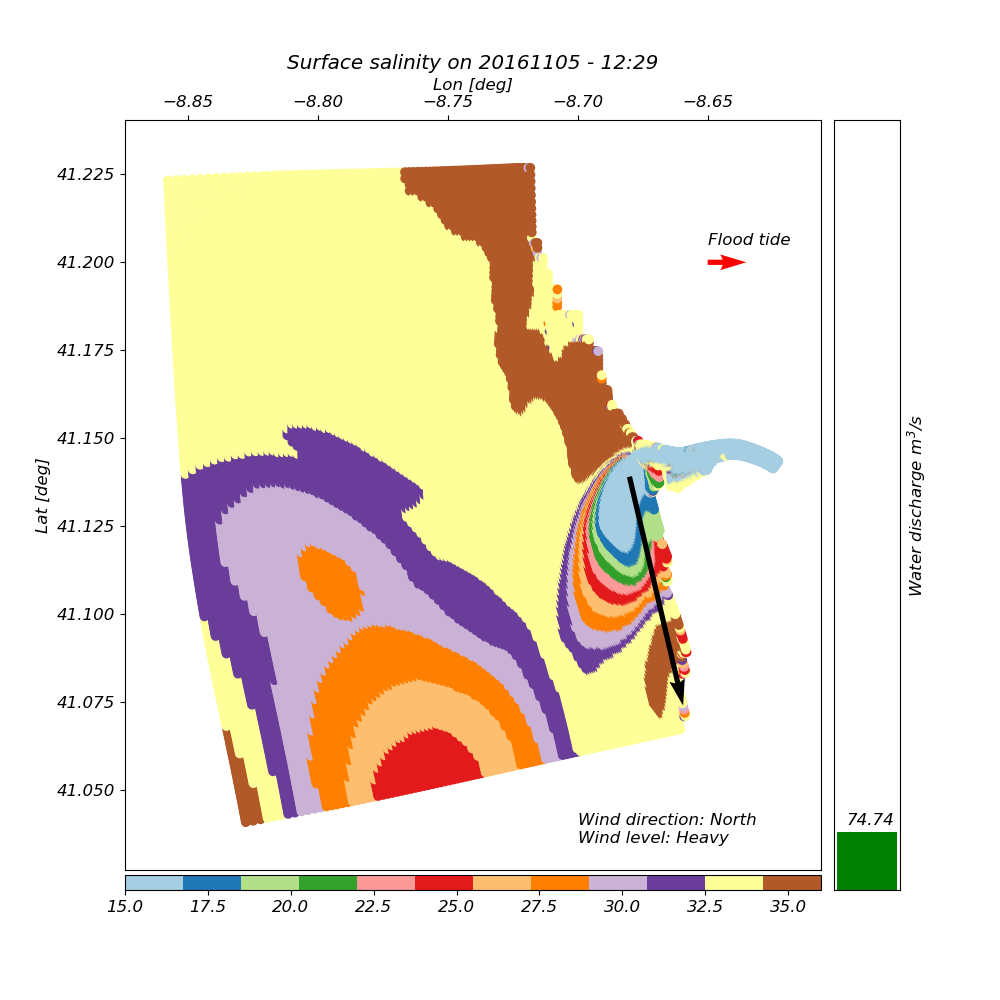 Surface salinity on 20161105 - 12:29
Lon [deg]
−8.85 −8.80 −8.75 −8.70 −8.65
41.225
41.200
41.175
41.150
41.125
41.100
41.075
41.050
Lat [deg]
Flood tide
Wind direction: North
Wind level: Heavy
15.0 17.5 20.0 22.5 25.0 27.5 30.0 32.5 35.0
74.74
Water discharge m³/s